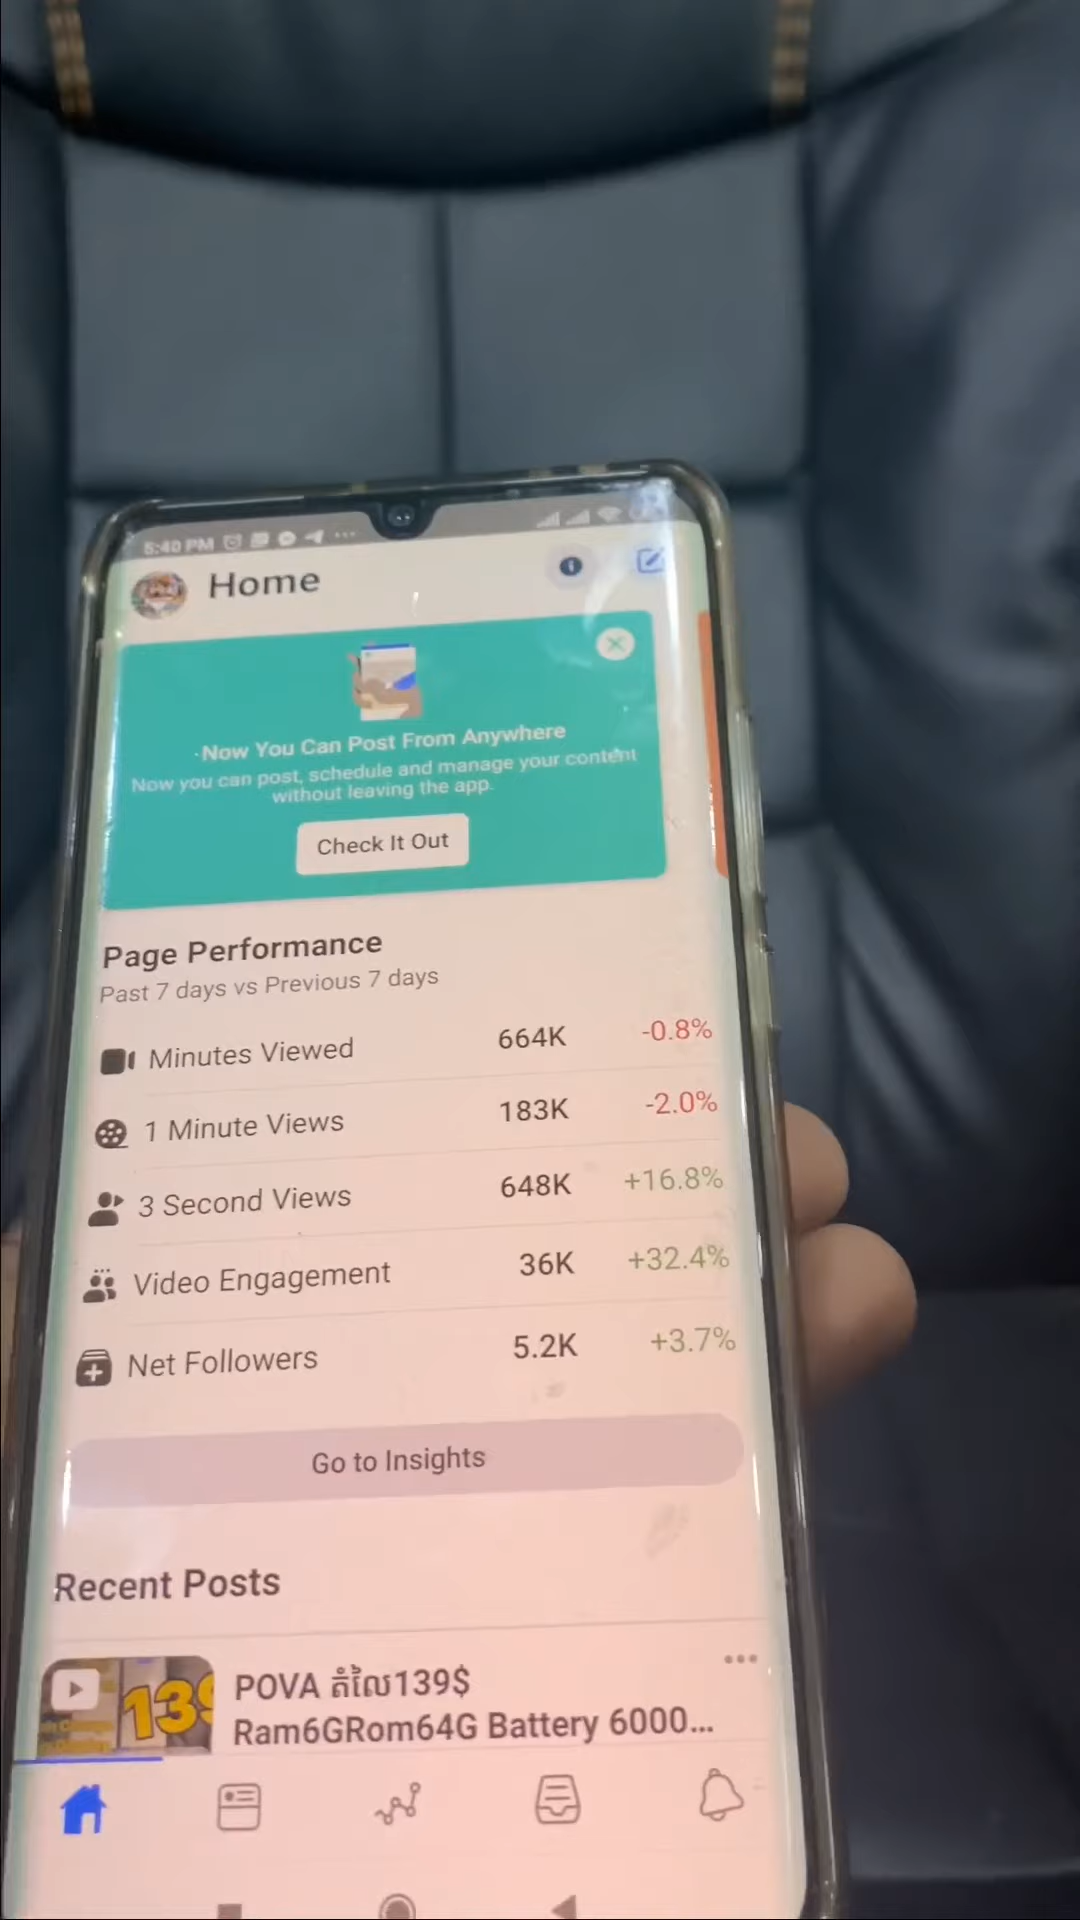 5:40 PM
Home
Now You Can Post From Anywhere
Now you can post, schedule and manage your content
without leaving the app.
Check It Out
Page Performance
Past 7 days vs Previous 7 days
Minutes Viewed 664K -0.8%
1 Minute Views 183K -2.0%
3 Second Views 648K +16.8%
Video Engagement 36K +32.4%
Net Followers 5.2K +3.7%
Go to Insights
Recent Posts
139
POVA តំលៃ139$
Ram6GRom64G Battery 6000...